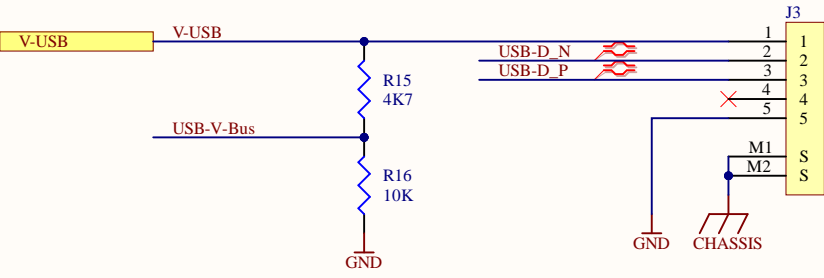 J3
V-USB
V-USB
1
1
USB-D_N
2
2
USB-D_P
3
3
R15
4K7
4
4
5
5
USB-V-Bus
M1
S
M2
S
R16
10K
GND
CHASSIS
GND